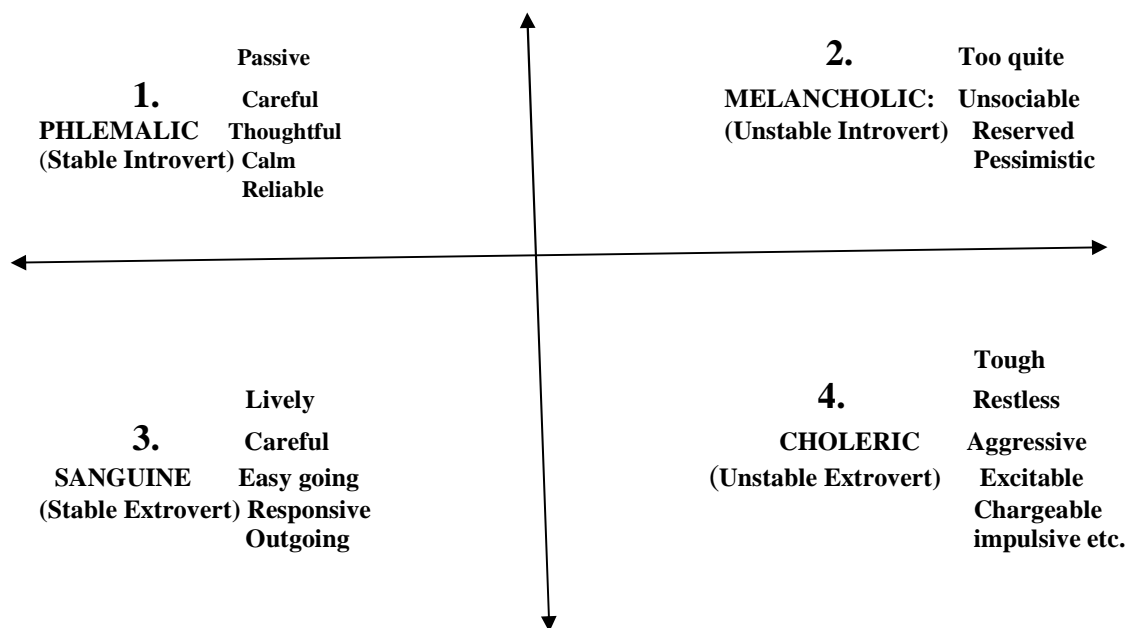 Passive
1. Careful
PHLEMALIC Thoughtful
(Stable Introvert) Calm
Reliable
2. Too quite
MELANCHOLIC: Unsociable
(Unstable Introvert) Reserved
Pessimistic
Lively
3. Careful
SANGUINE Easy going
(Stable Extrovert) Responsive
Outgoing
Tough
4. Restless
CHOLERIC Aggressive
(Unstable Extrovert) Excitable
Chargeable
impulsive etc.